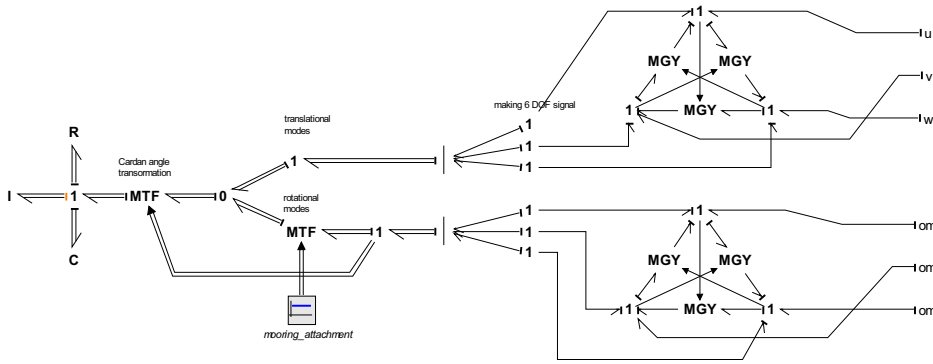 1
u
MGY MGY
v
making 6 DOF signal
1 MGY 1
w
1
translational
modes
1
1
R
Cardan angle
transormation
1
I 1 MTF 0
rotational
modes
1 1
om
MTF 1
1
C
1
MGY MGY
om
1 MGY 1
om
mooring_attachment